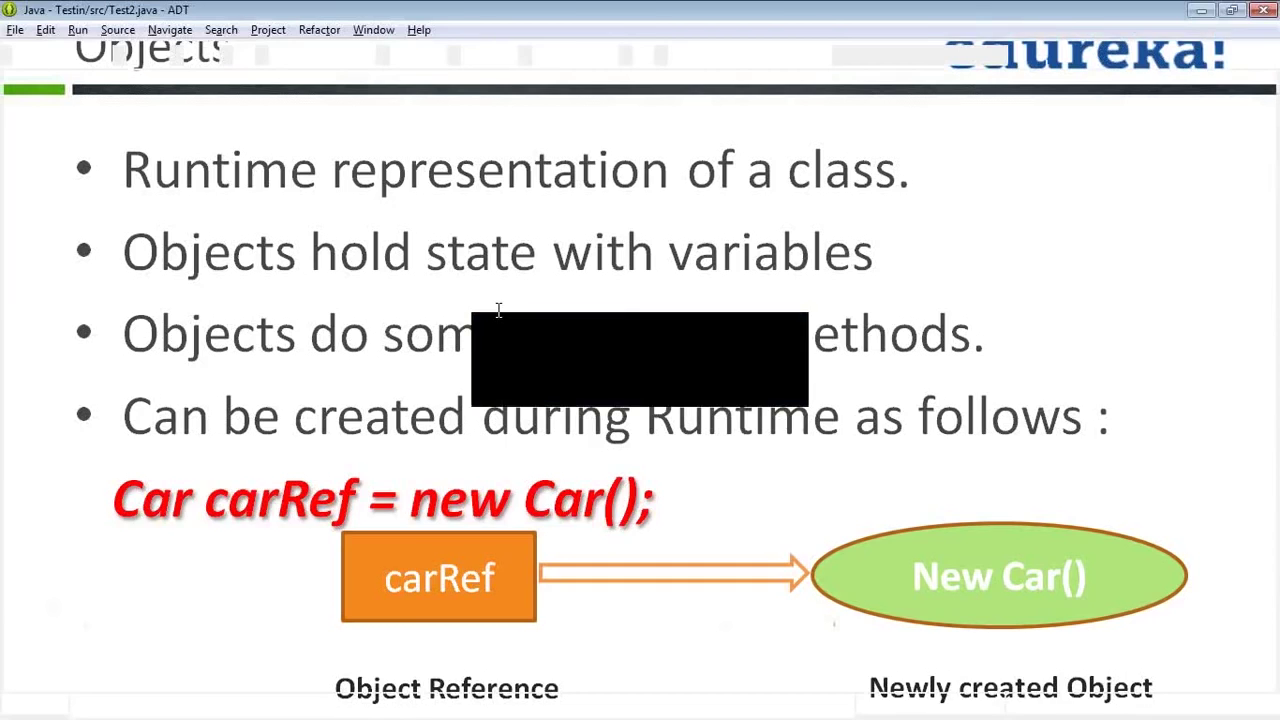 Java - Testin/src/Test2.java - ADT
File Edit Run Source Navigate Search Project Refactor Window Help
Objects
edureka!
• Runtime representation of a class.
• Objects hold state with variables
• Objects do som ethods.
• Can be created during Runtime as follows :
Car carRef = new Car();
carRef
New Car()
Object Reference
Newly created Object